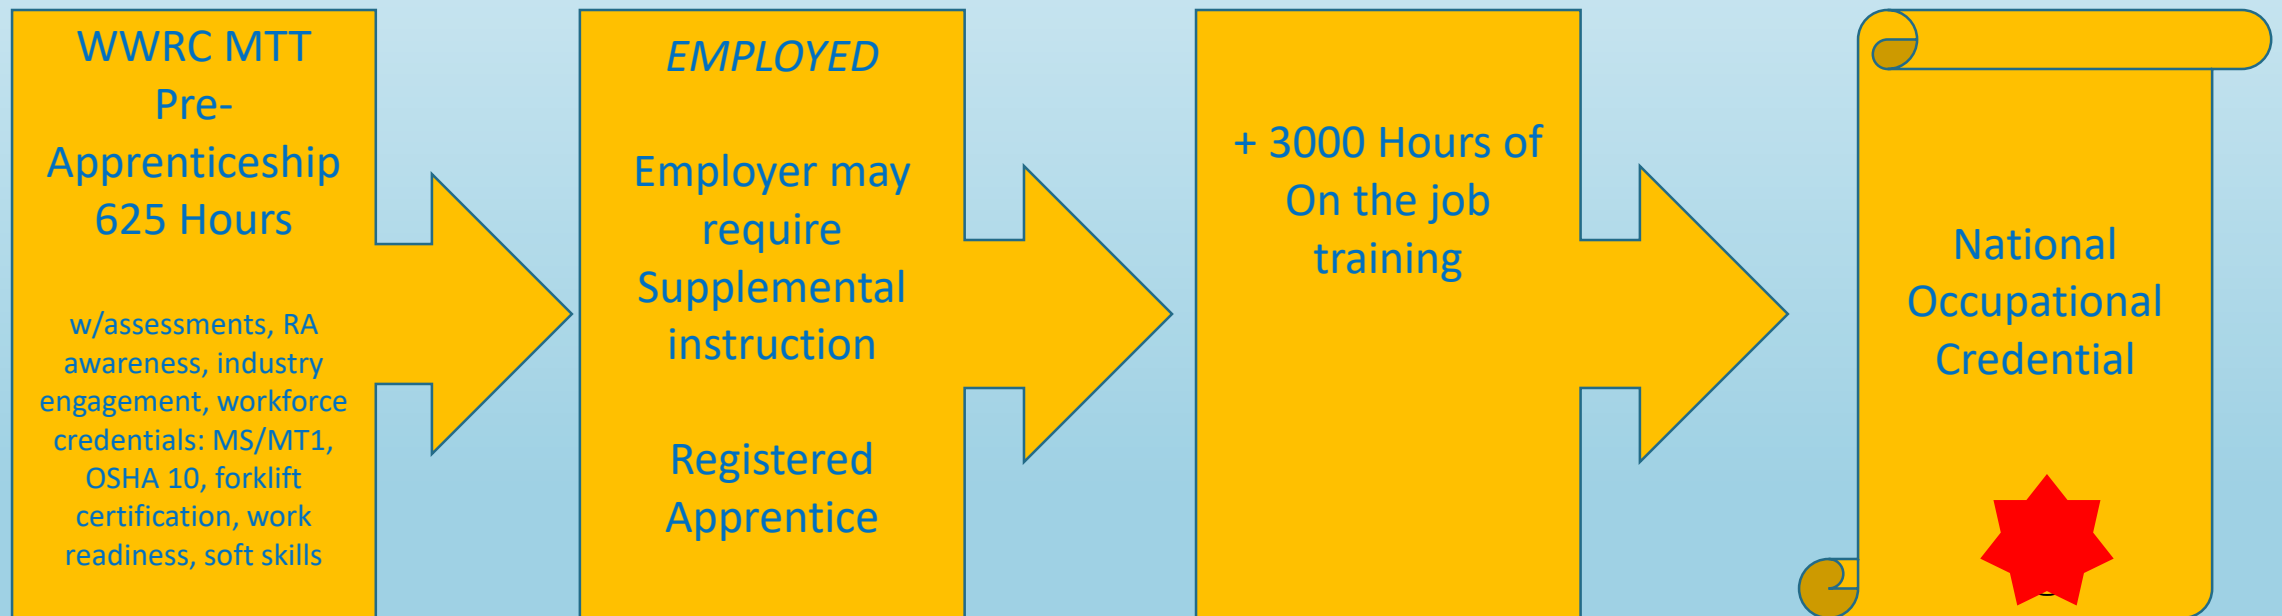 WWRC MTT
Pre-
Apprenticeship
625 Hours
w/assessments, RA
awareness, industry
engagement, workforce
credentials: MS/MT1,
OSHA 10, forklift
certification, work
readiness, soft skills
EMPLOYED
Employer may
require
Supplemental
instruction
Registered
Apprentice
+ 3000 Hours of
On the job
training
National
Occupational
Credential